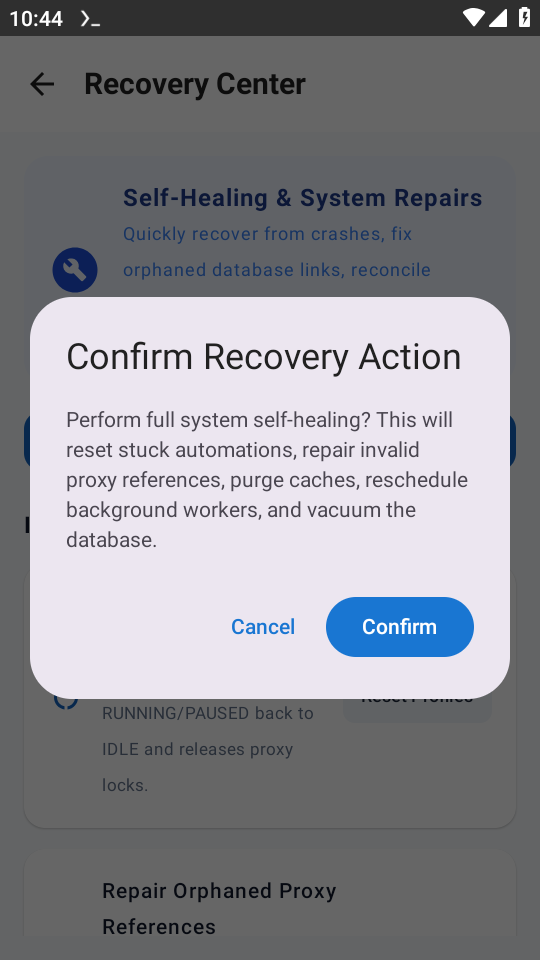 10:44
Recovery Center
Self-Healing & System Repairs
Quickly recover from crashes, fix
orphaned database links, reconcile
Confirm Recovery Action
Perform full system self-healing? This will
reset stuck automations, repair invalid
proxy references, purge caches, reschedule
background workers, and vacuum the
database.
Cancel
Confirm
Reset Profiles
RUNNING/PAUSED back to
IDLE and releases proxy
locks.
Repair Orphaned Proxy
References